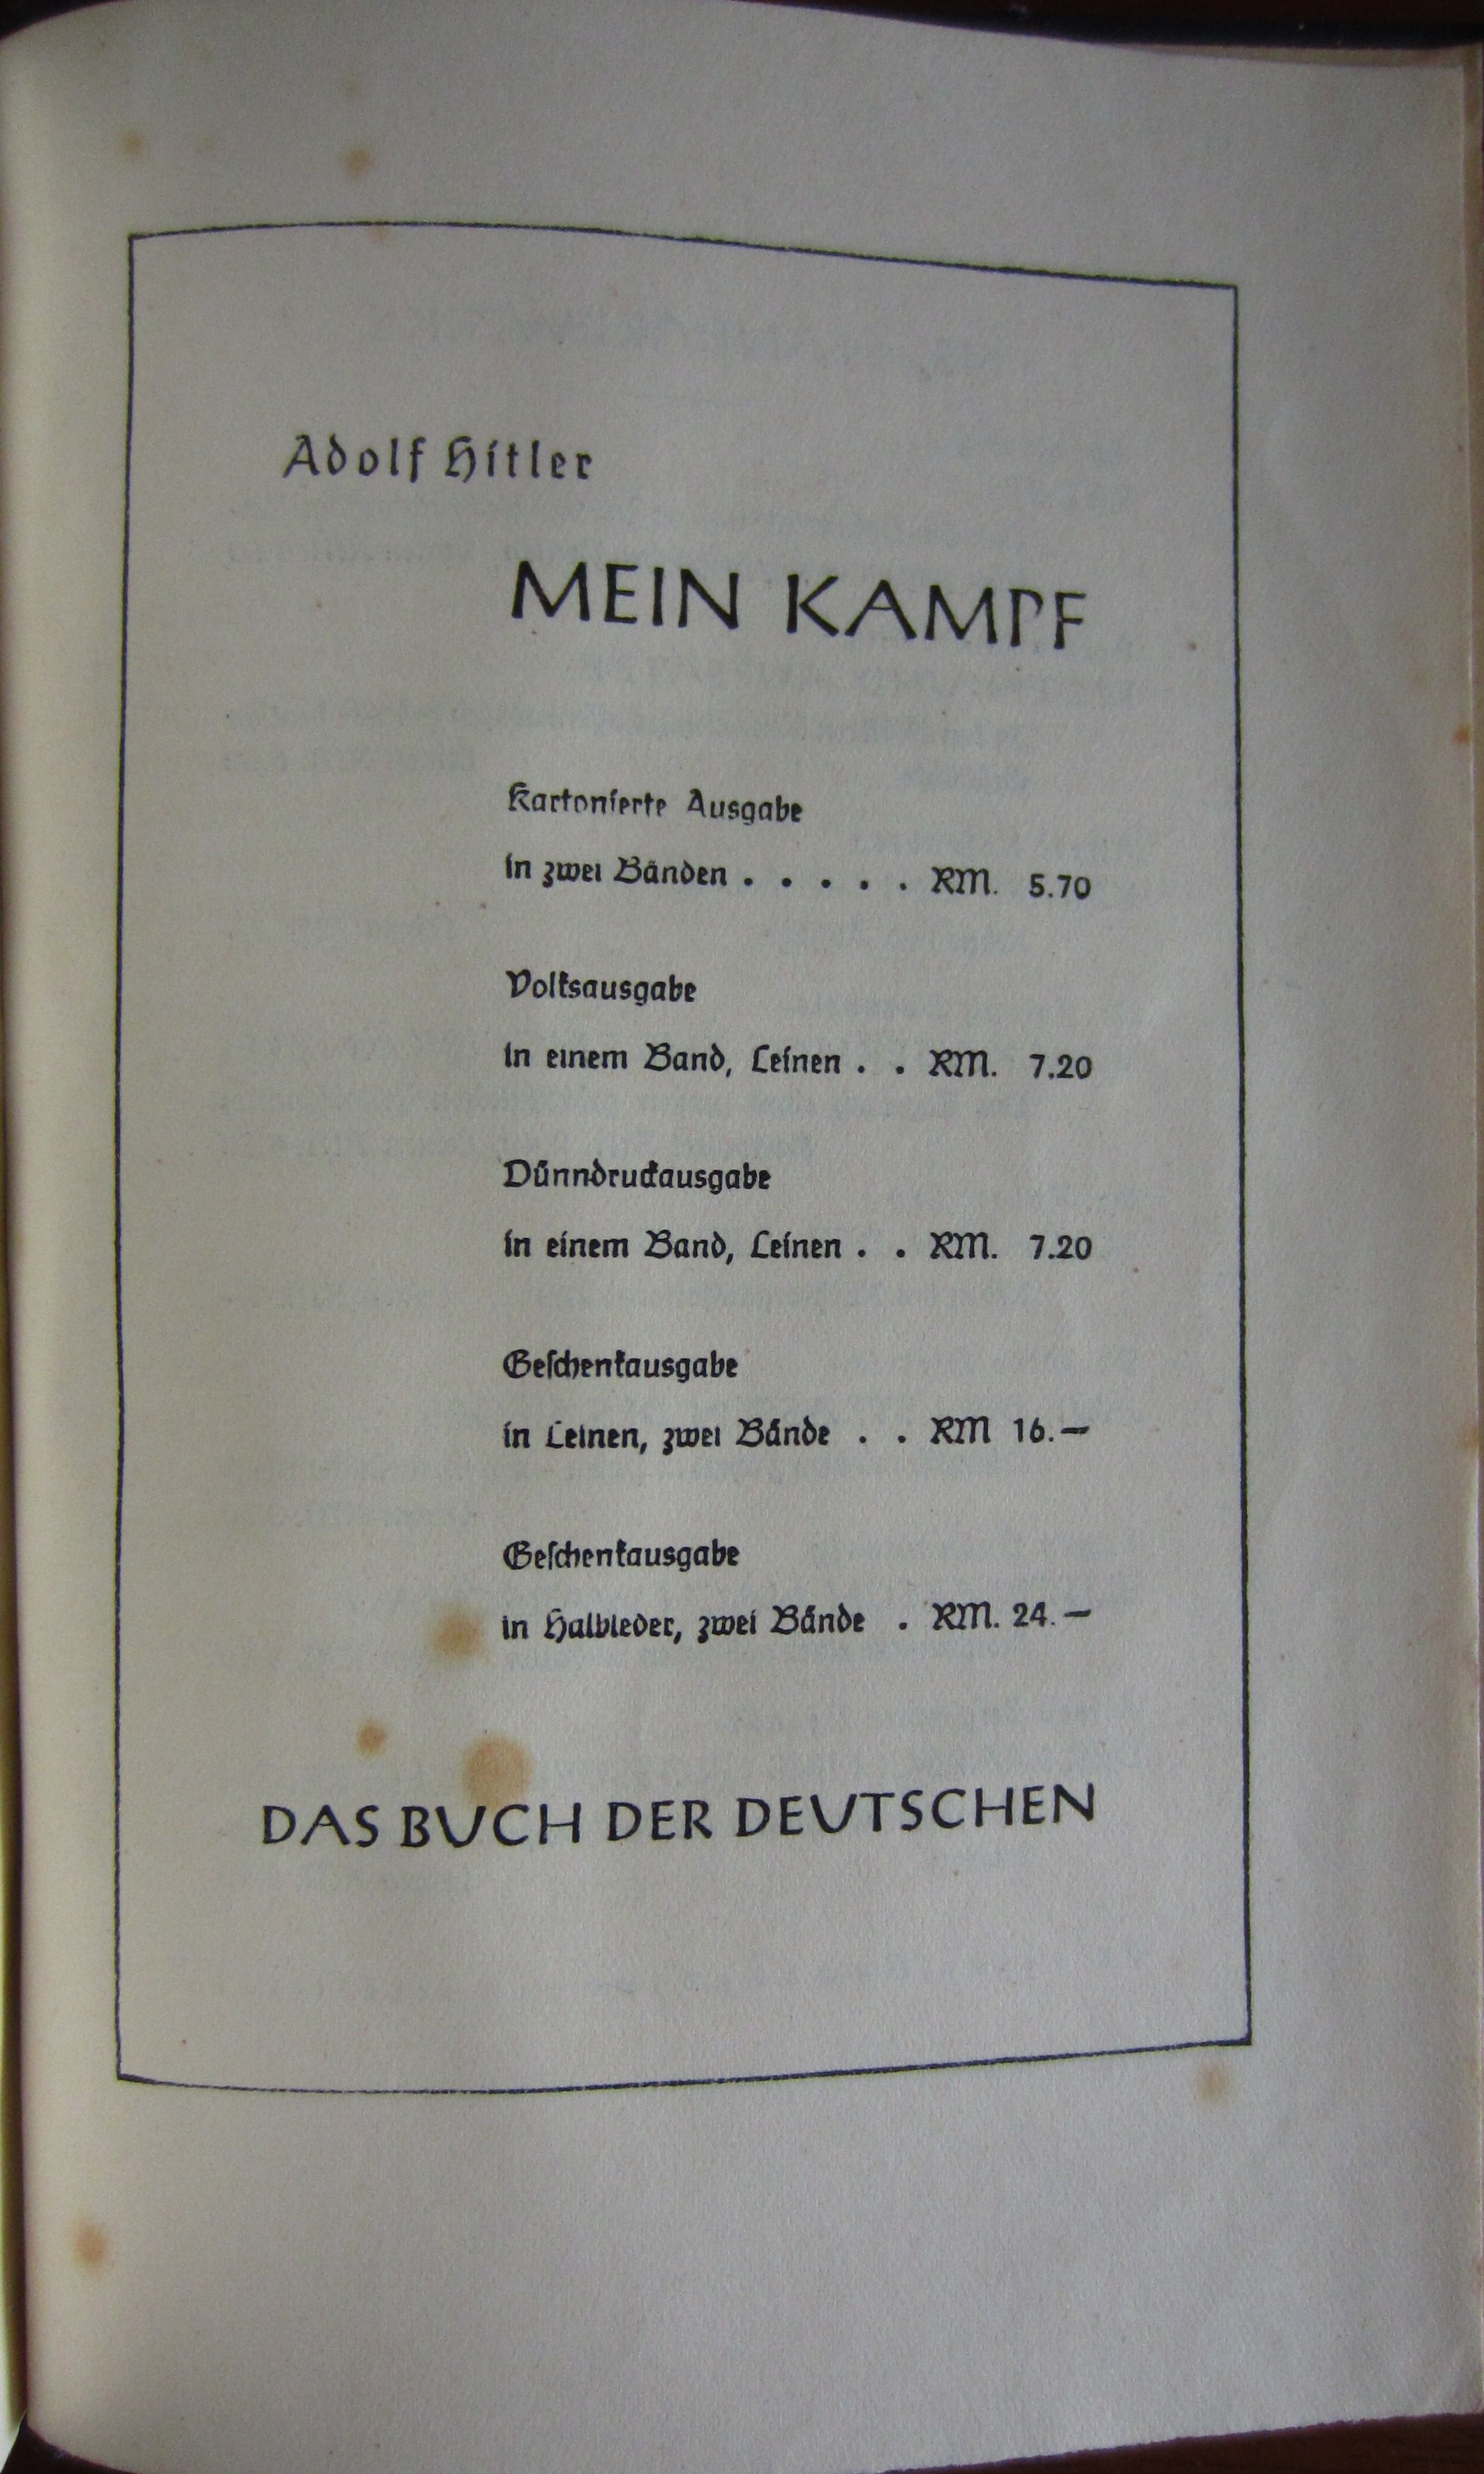 Adolf Hitler
MEIN KAMPF
Kartonierte Ausgabe
in zwei Bänden . . . . . RM. 5.70
Volksausgabe
in einem Band, Leinen . . RM. 7.20
Dünndruckausgabe
in einem Band, Leinen . . RM. 7.20
Geſchenkausgabe
in Leinen, zwei Bände . . RM 16.—
Geſchenkausgabe
in Halbleder, zwei Bände . RM. 24.—
DAS BUCH DER DEUTSCHEN